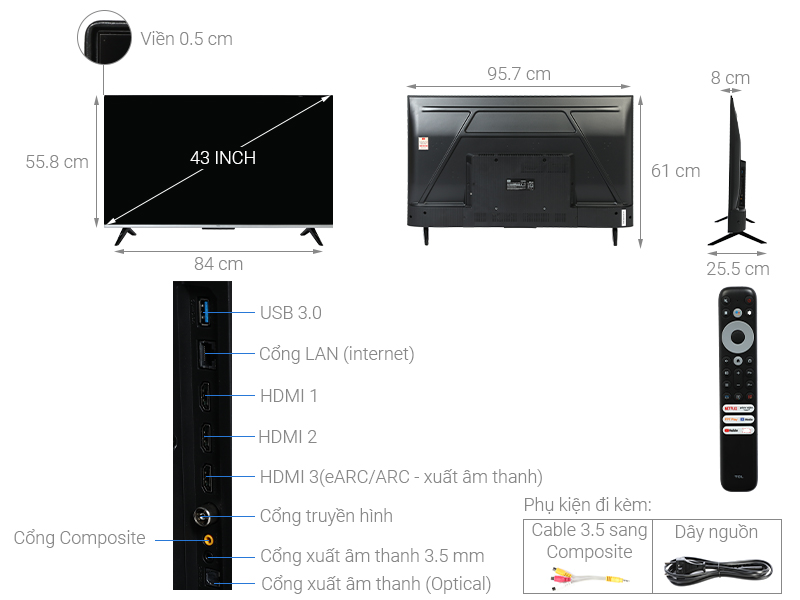 Viền 0.5 cm
95.7 cm
8 cm
55.8 cm
43 INCH
61 cm
84 cm
25.5 cm
USB 3.0
Cổng LAN (internet)
HDMI 1
HDMI 2
HDMI 3(eARC/ARC - xuất âm thanh)
Cổng truyền hình
Cổng Composite
Cổng xuất âm thanh 3.5 mm
Cổng xuất âm thanh (Optical)
NETFLIX
TCL
Phụ kiện đi kèm:
Cable 3.5 sang
Composite
Dây nguồn